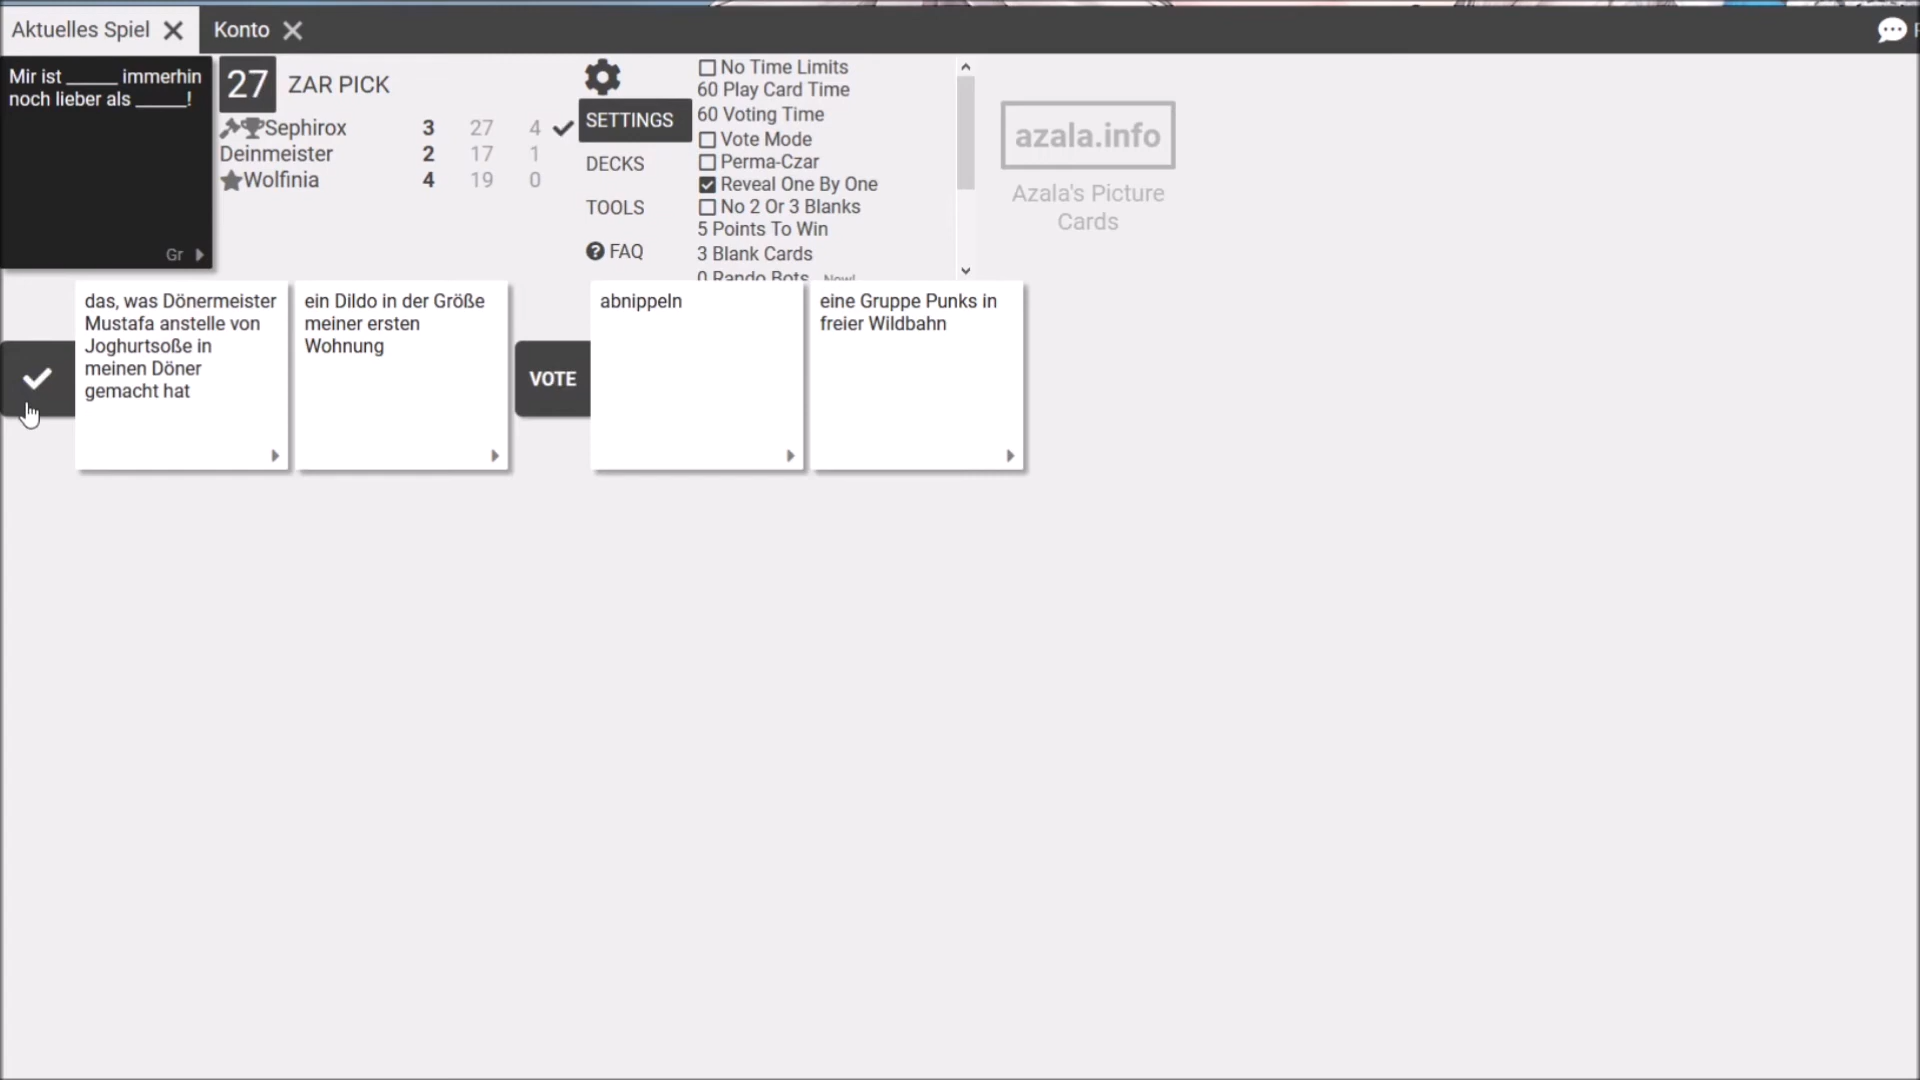 Aktuelles Spiel
Konto
Mir ist _____ immerhin
noch lieber als _____!
Gr
27 ZAR PICK
Sephirox 3 27 4
Deinmeister 2 17 1
Wolfinia 4 19 0
SETTINGS
DECKS
TOOLS
FAQ
No Time Limits
60 Play Card Time
60 Voting Time
Vote Mode
Perma-Czar
Reveal One By One
No 2 Or 3 Blanks
5 Points To Win
3 Blank Cards
0 Rando Bots New!
azala.info
Azala's Picture
Cards
das, was Dönermeister
Mustafa anstelle von
Joghurtsoße in
meinen Döner
gemacht hat
ein Dildo in der Größe
meiner ersten
Wohnung
VOTE
abnippeln
eine Gruppe Punks in
freier Wildbahn